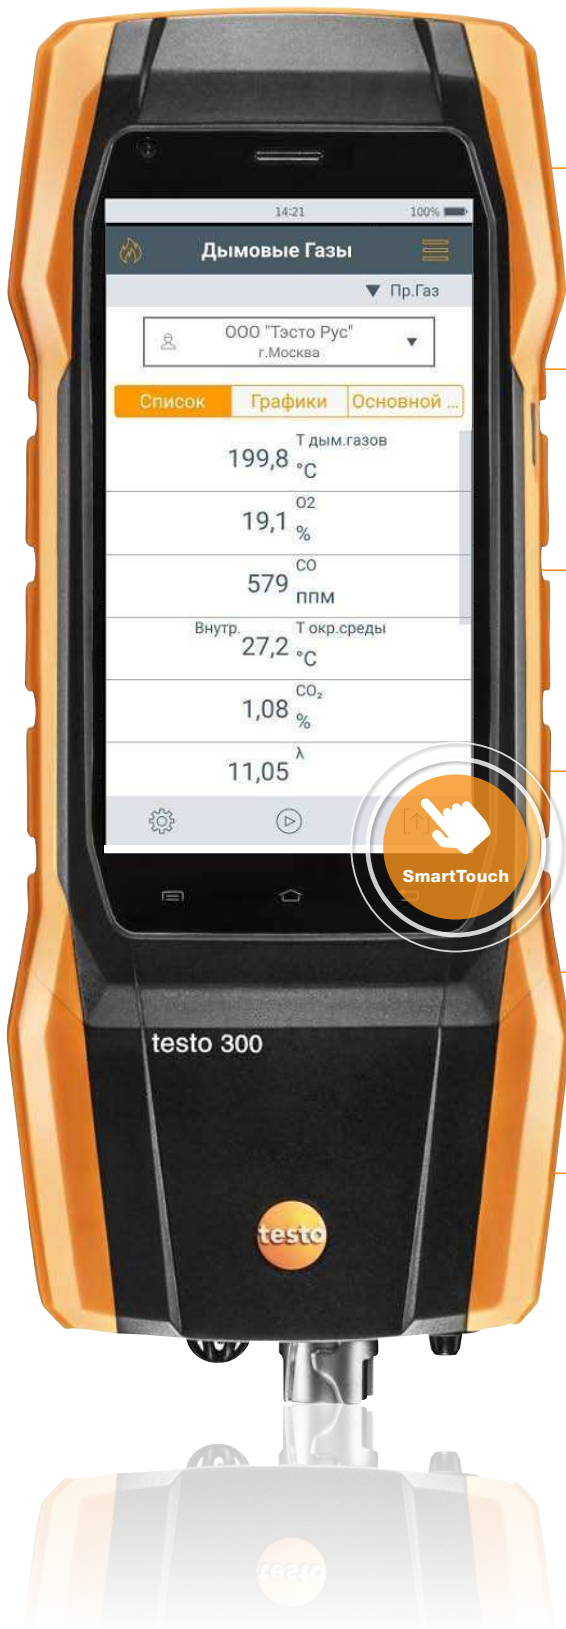 14:21
100%
Дымовые Газы
Пр.Газ
ООО "Тэсто Рус"
г.Москва
Список
Графики
Основной ...
Т дым.газов
199,8 °C
O2
19,1 %
CO
579 ппм
Внутр.
Т окр.среды
27,2 °C
CO₂
1,08 %
λ
11,05
SmartTouch
testo 300
testo